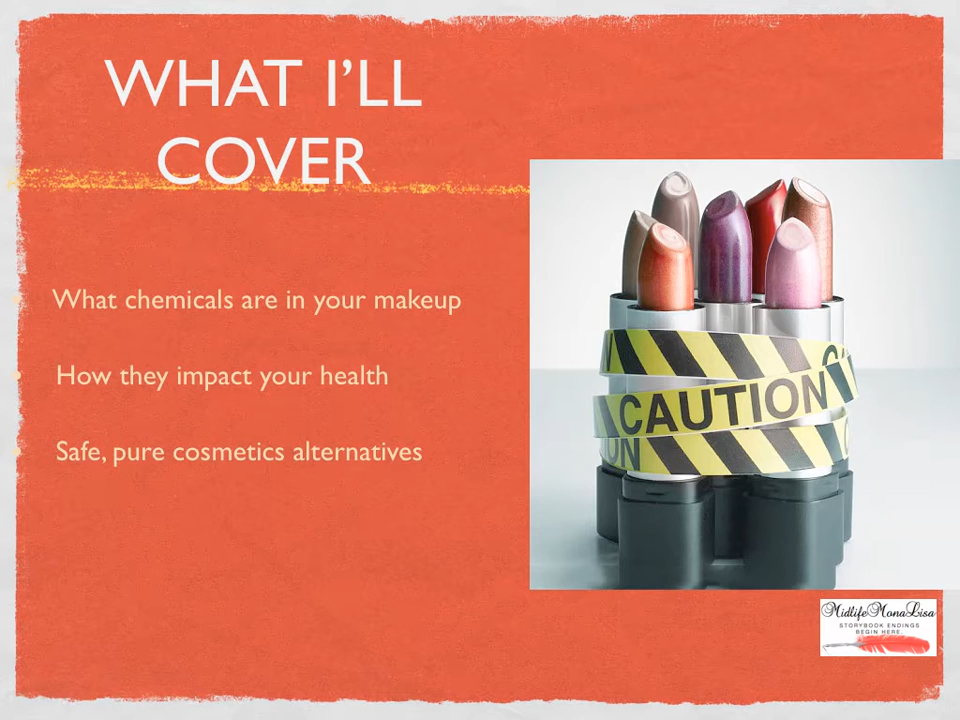 WHAT I’LL
COVER
What chemicals are in your makeup
How they impact your health
Safe, pure cosmetics alternatives
CAUTION
ON
MidlifeMonaLisa
STORYBOOK ENDINGS
BEGIN HERE.